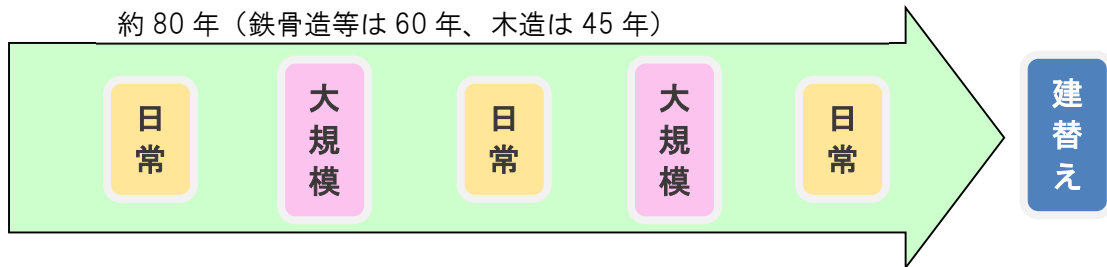 約 80 年（鉄骨造等は 60 年、木造は 45 年）
日常
大規模
日常
大規模
日常
建替え